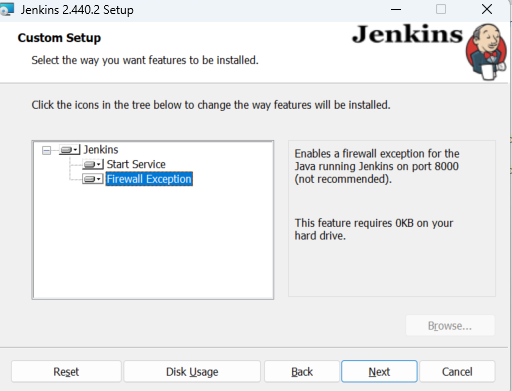 Jenkins 2.440.2 Setup
Custom Setup
Select the way you want features to be installed.
Jenkins
Click the icons in the tree below to change the way features will be installed.
Jenkins
Start Service
Firewall Exception
Enables a firewall exception for the
Java running Jenkins on port 8000
(not recommended).
This feature requires 0KB on your
hard drive.
Browse...
Reset
Disk Usage
Back
Next
Cancel